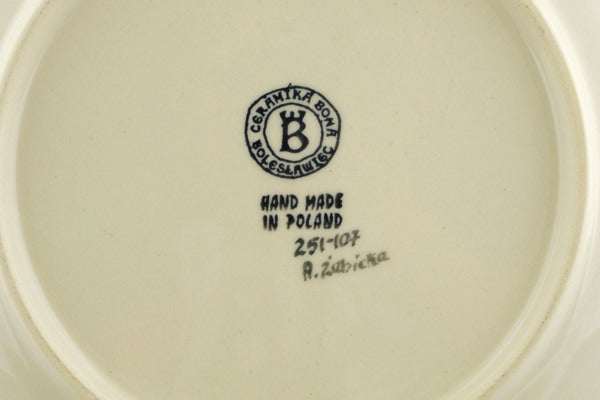 CERAMIKA BONA
B
BOLESŁAWIEC
HAND MADE
IN POLAND
251-107
A. Żabicka